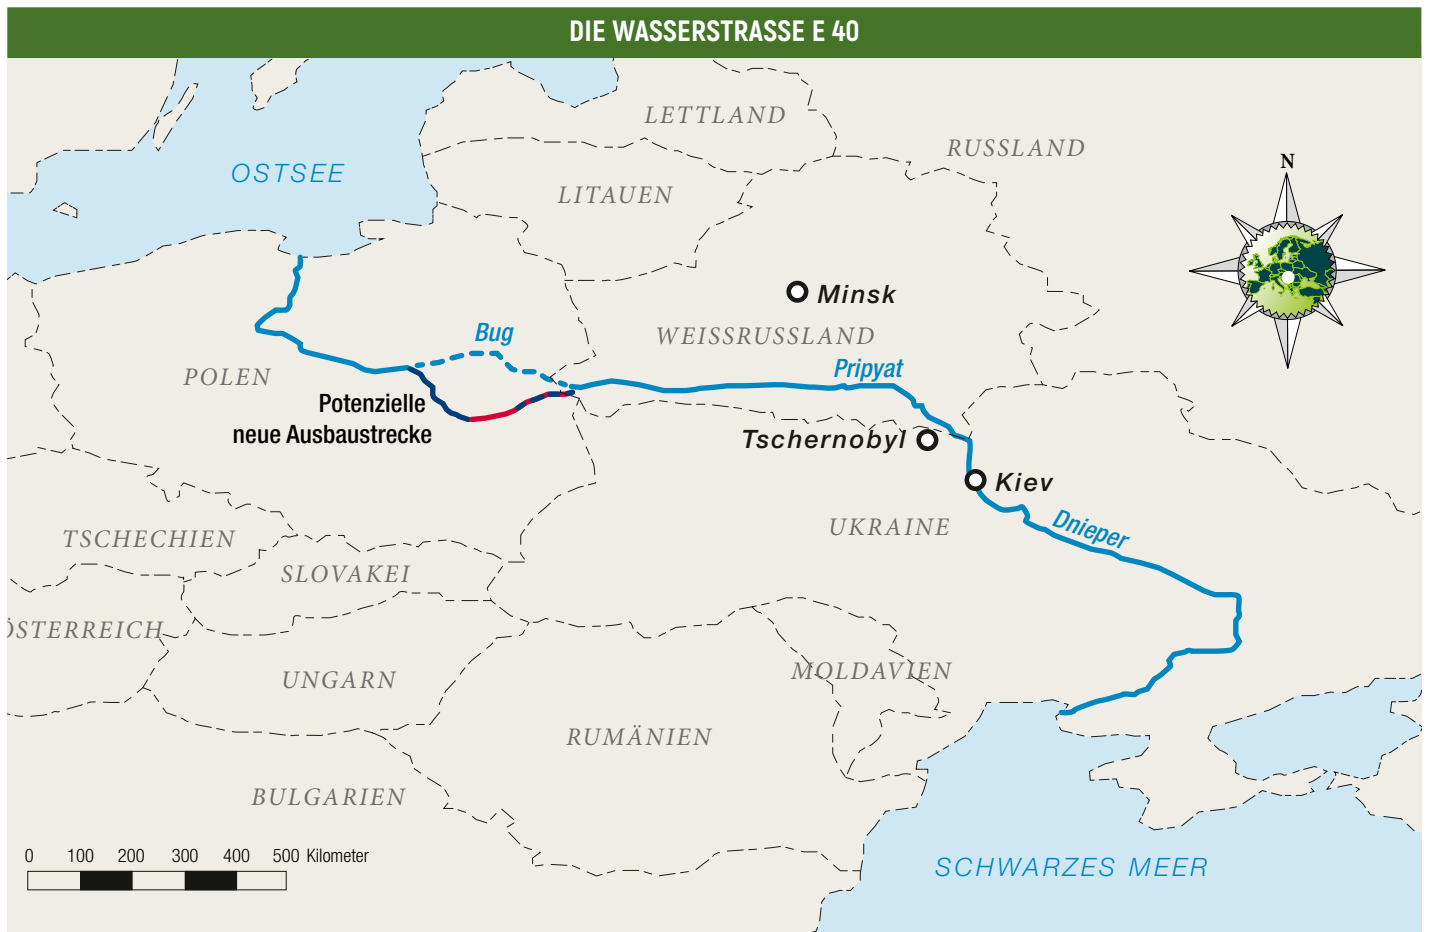 DIE WASSERSTRASSE E 40
LETTLAND
RUSSLAND
N
OSTSEE
LITAUEN
Minsk
Bug
WEISSRUSSLAND
Pripyat
POLEN
Potenzielle
neue Ausbaustrecke
Tschernobyl
Kiev
Dnieper
UKRAINE
TSCHECHIEN
SLOVAKEI
ÖSTERREICH
MOLDAVIEN
UNGARN
RUMÄNIEN
BULGARIEN
0 100 200 300 400 500 Kilometer
SCHWARZES MEER